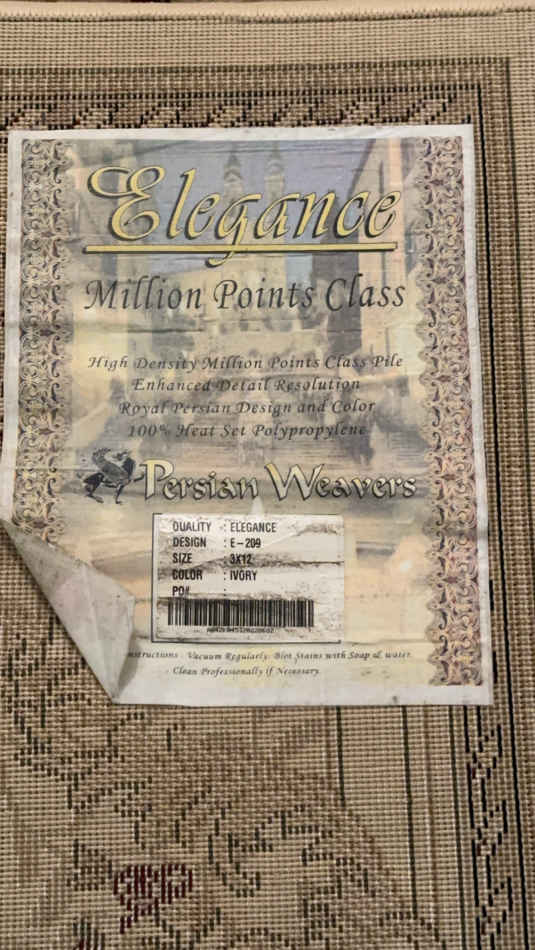 Elegance
Million Points Class
High Density Million Points Class Pile
Enhanced Detail Resolution
Royal Persian Design and Color
100% Heat Set Polypropylene
Persian Weavers
QUALITY : ELEGANCE
DESIGN : E-209
SIZE : 3X12
COLOR : IVORY
PO# :
Vacuum Regularly. Blot Stains with Soap & water.
Clean Professionally if Necessary.